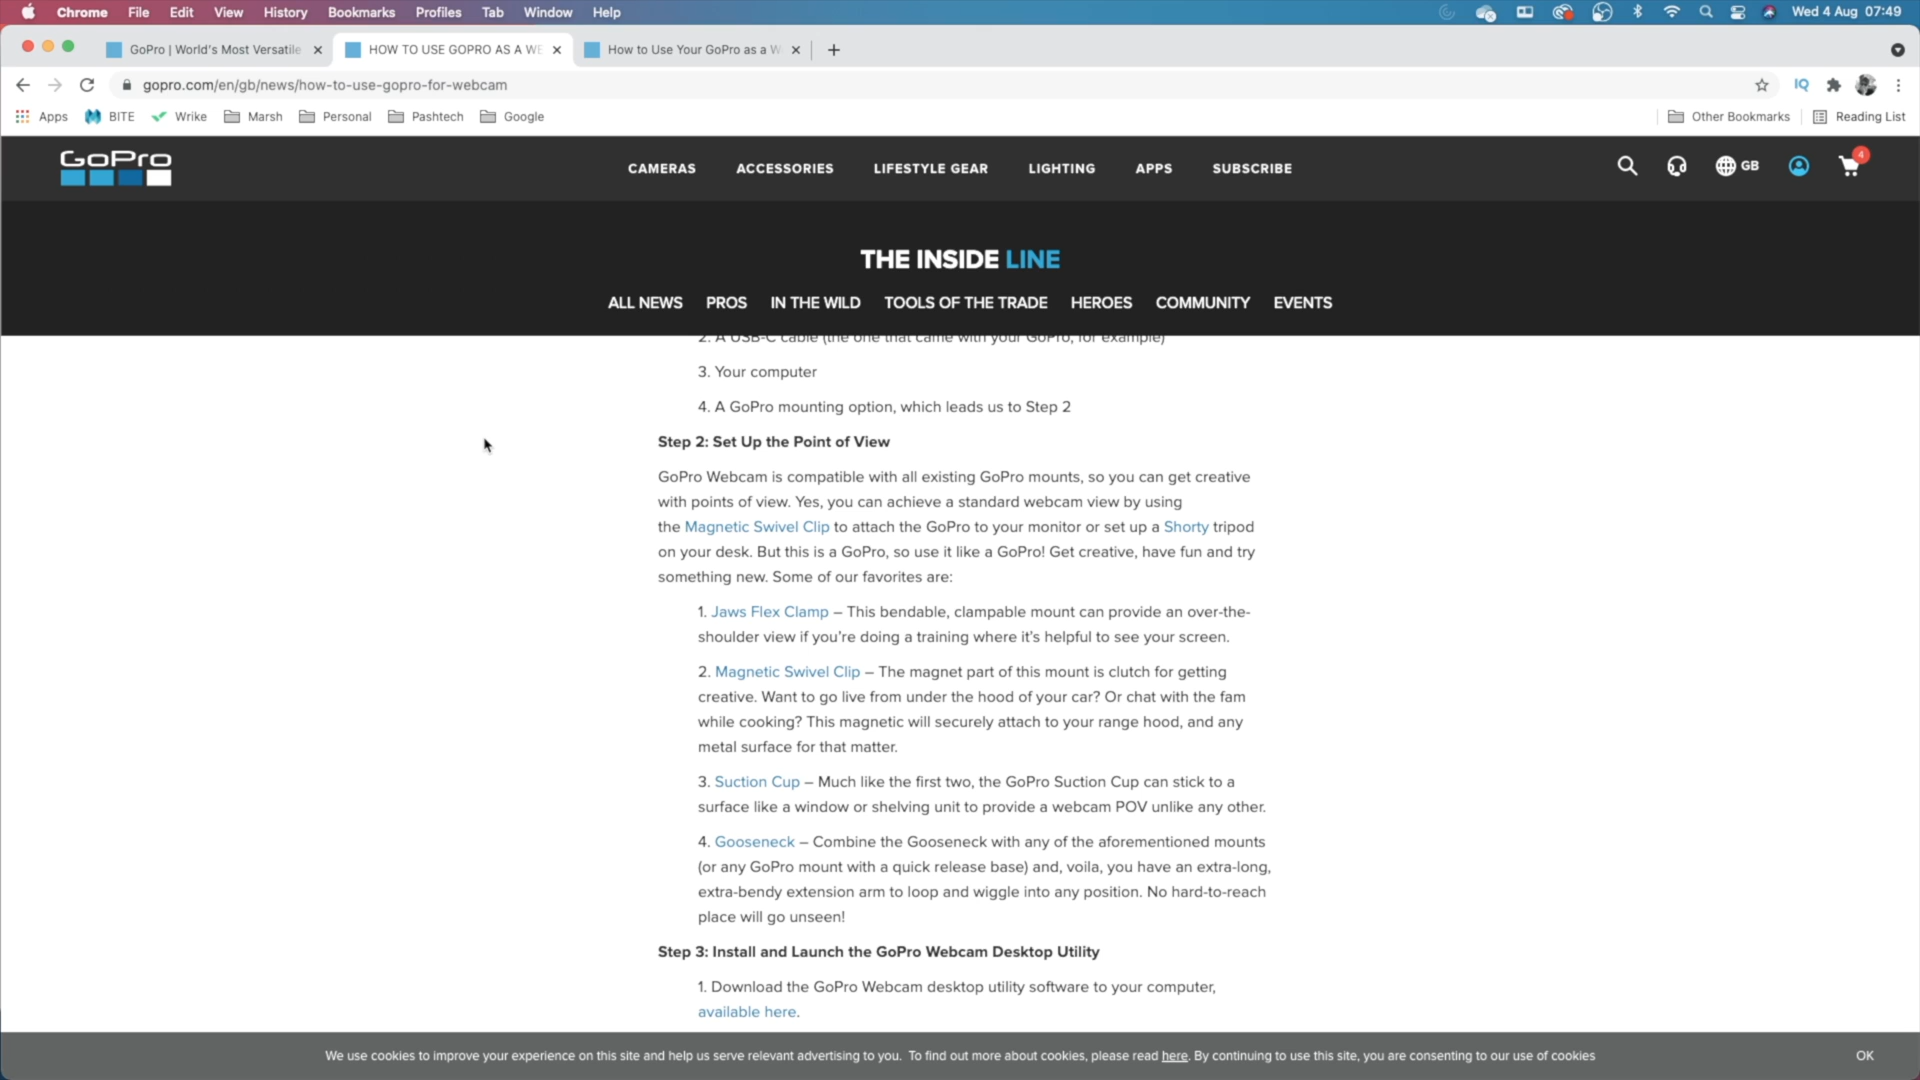 Chrome File Edit View History Bookmarks Profiles Tab Window Help Wed 4 Aug 07:49
GoPro | World's Most Versatile HOW TO USE GOPRO AS A WE How to Use Your GoPro as a W
gopro.com/en/gb/news/how-to-use-gopro-for-webcam IQ
Apps BITE Wrike Marsh Personal Pashtech Google Other Bookmarks Reading List
GoPro CAMERAS ACCESSORIES LIFESTYLE GEAR LIGHTING APPS SUBSCRIBE GB 4
THE INSIDE LINE
ALL NEWS PROS IN THE WILD TOOLS OF THE TRADE HEROES COMMUNITY EVENTS
2. A USB-C cable (the one that came with your GoPro, for example)
3. Your computer
4. A GoPro mounting option, which leads us to Step 2
Step 2: Set Up the Point of View
GoPro Webcam is compatible with all existing GoPro mounts, so you can get creative
with points of view. Yes, you can achieve a standard webcam view by using
the Magnetic Swivel Clip to attach the GoPro to your monitor or set up a Shorty tripod
on your desk. But this is a GoPro, so use it like a GoPro! Get creative, have fun and try
something new. Some of our favorites are:
1. Jaws Flex Clamp – This bendable, clampable mount can provide an over-the-
shoulder view if you're doing a training where it's helpful to see your screen.
2. Magnetic Swivel Clip – The magnet part of this mount is clutch for getting
creative. Want to go live from under the hood of your car? Or chat with the fam
while cooking? This magnetic will securely attach to your range hood, and any
metal surface for that matter.
3. Suction Cup – Much like the first two, the GoPro Suction Cup can stick to a
surface like a window or shelving unit to provide a webcam POV unlike any other.
4. Gooseneck – Combine the Gooseneck with any of the aforementioned mounts
(or any GoPro mount with a quick release base) and, voila, you have an extra-long,
extra-bendy extension arm to loop and wiggle into any position. No hard-to-reach
place will go unseen!
Step 3: Install and Launch the GoPro Webcam Desktop Utility
1. Download the GoPro Webcam desktop utility software to your computer,
available here.
We use cookies to improve your experience on this site and help us serve relevant advertising to you. To find out more about cookies, please read here. By continuing to use this site, you are consenting to our use of cookies OK